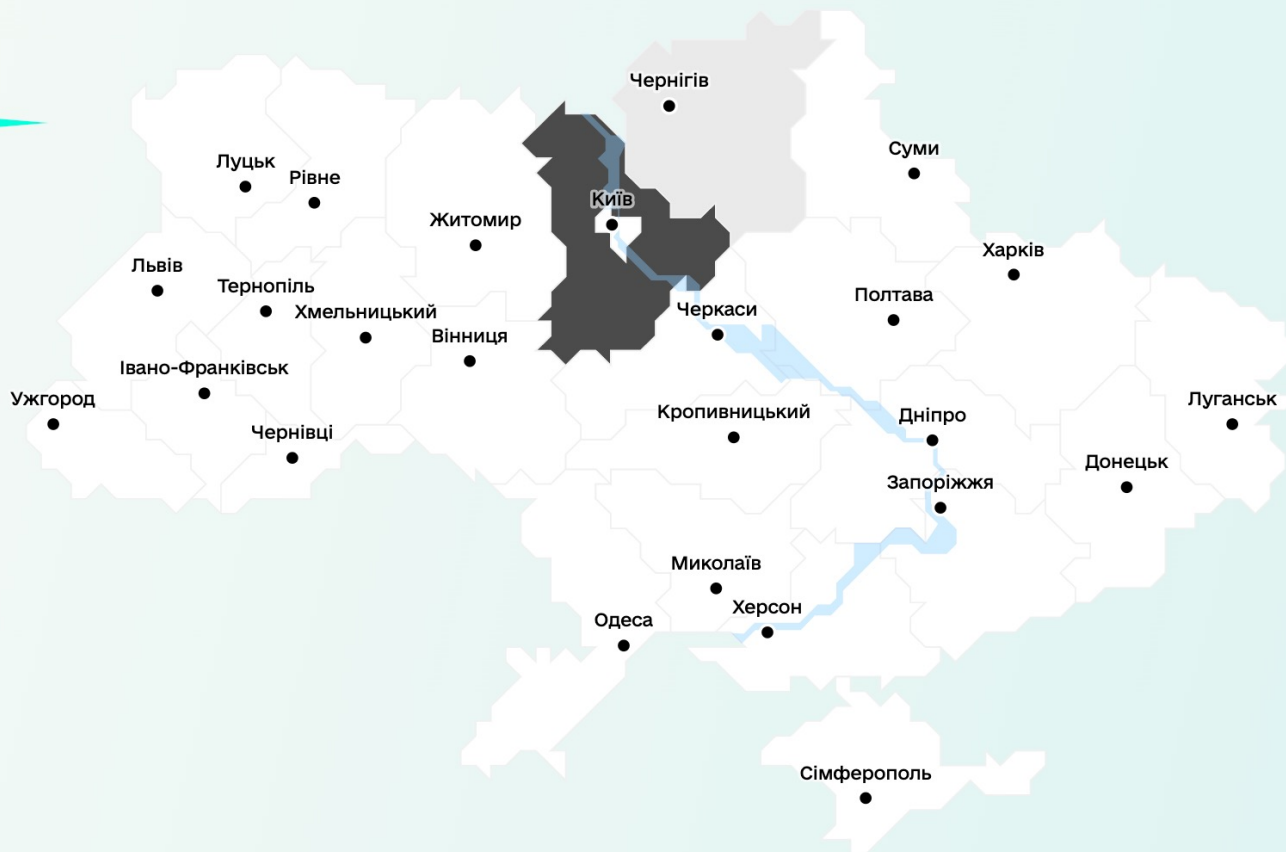 Чернігів
Суми
Луцьк
Рівне
Київ
Житомир
Харків
Львів
Тернопіль
Полтава
Хмельницький
Черкаси
Вінниця
Івано-Франківськ
Ужгород
Луганськ
Кропивницький
Дніпро
Чернівці
Донецьк
Запоріжжя
Миколаїв
Херсон
Одеса
Сімферополь